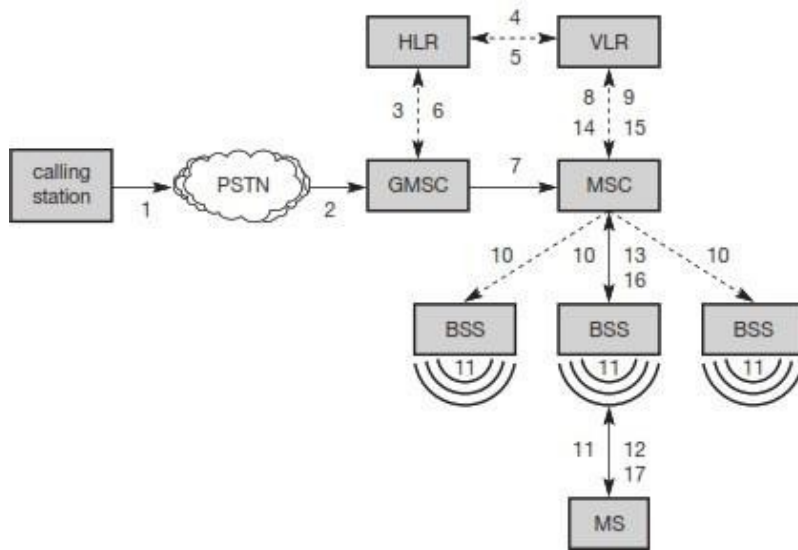 4
HLR
VLR
5
3 6
8 9
14 15
calling
station
PSTN
GMSC
7
MSC
1
2
10
10
13
10
16
BSS
BSS
BSS
11
11
11
11
12
17
MS